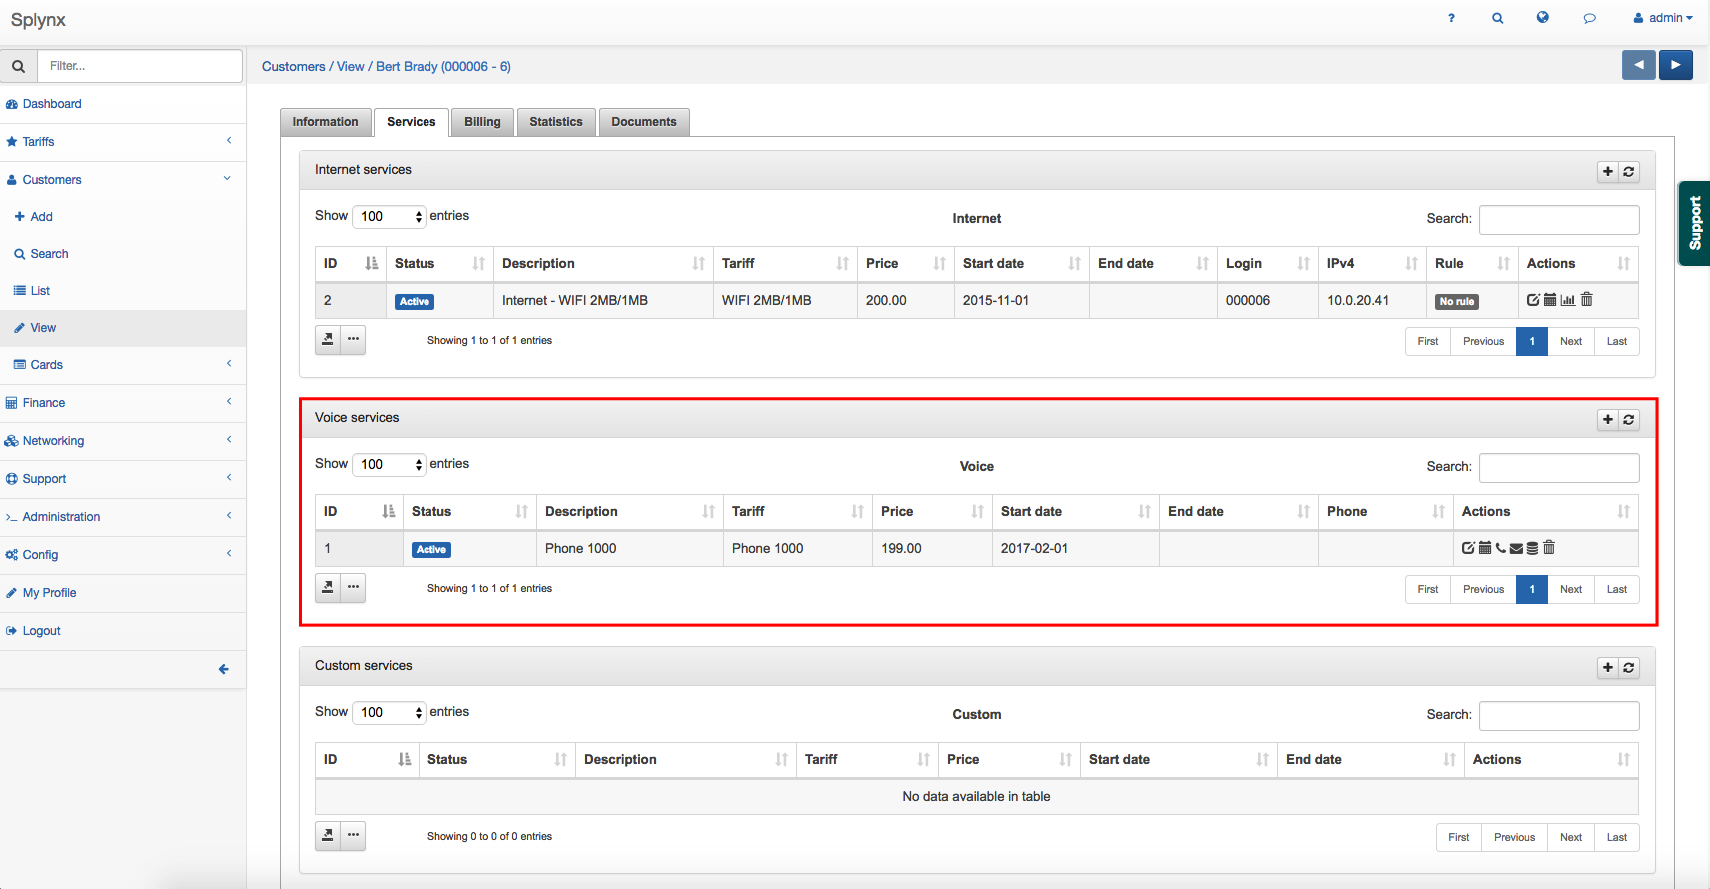 Splynx
? admin
Filter...
Customers / View / Bert Brady (000006 - 6)
Dashboard
Tariffs
Customers
Add
Search
List
View
Cards
Finance
Networking
Support
Administration
Config
My Profile
Logout
Information Services Billing Statistics Documents
Internet services
Show 100 entries Internet Search:
ID Status Description Tariff Price Start date End date Login IPv4 Rule Actions
2 Active Internet - WIFI 2MB/1MB WIFI 2MB/1MB 200.00 2015-11-01 000006 10.0.20.41 No rule
Showing 1 to 1 of 1 entries First Previous 1 Next Last
Voice services
Show 100 entries Voice Search:
ID Status Description Tariff Price Start date End date Phone Actions
1 Active Phone 1000 Phone 1000 199.00 2017-02-01
Showing 1 to 1 of 1 entries First Previous 1 Next Last
Custom services
Show 100 entries Custom Search:
ID Status Description Tariff Price Start date End date Actions
No data available in table
Showing 0 to 0 of 0 entries First Previous Next Last
Support